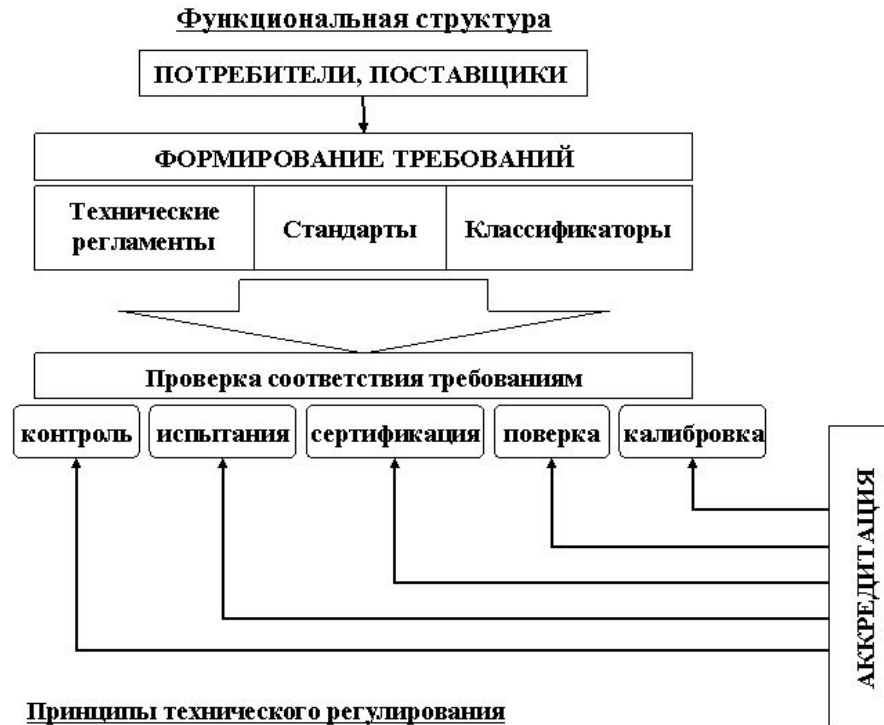 Функциональная структура
ПОТРЕБИТЕЛИ, ПОСТАВЩИКИ
ФОРМИРОВАНИЕ ТРЕБОВАНИЙ
Технические
регламенты
Стандарты
Классификаторы
Проверка соответствия требованиям
контроль
испытания
сертификация
поверка
калибровка
АККРЕДИТАЦИЯ
Принципы технического регулирования